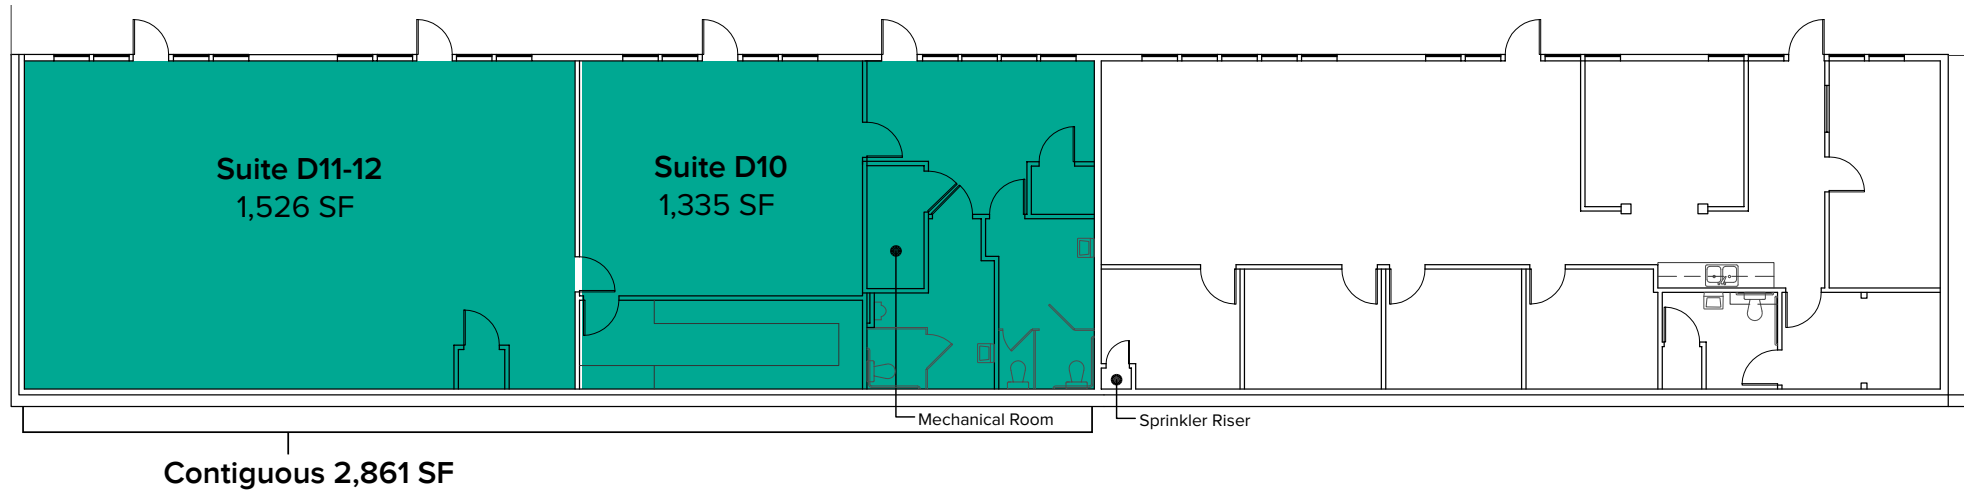 Suite D11-12
1,526 SF
Suite D10
1,335 SF
Mechanical Room
Sprinkler Riser
Contiguous 2,861 SF